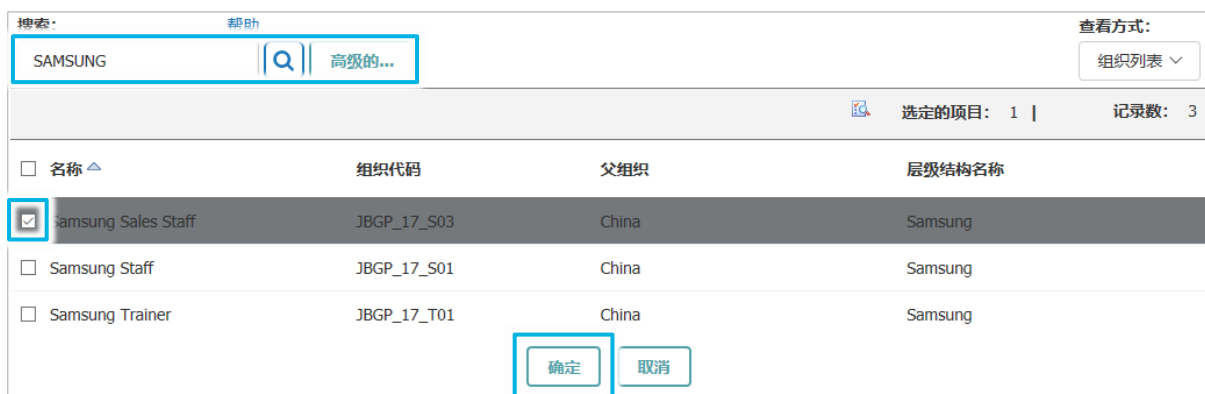 搜索： 帮助 查看方式：
SAMSUNG 高级的... 组织列表
选定的项目： 1 | 记录数： 3
名称 组织代码 父组织 层级结构名称
Samsung Sales Staff JBGP_17_S03 China Samsung
Samsung Staff JBGP_17_S01 China Samsung
Samsung Trainer JBGP_17_T01 China Samsung
确定 取消